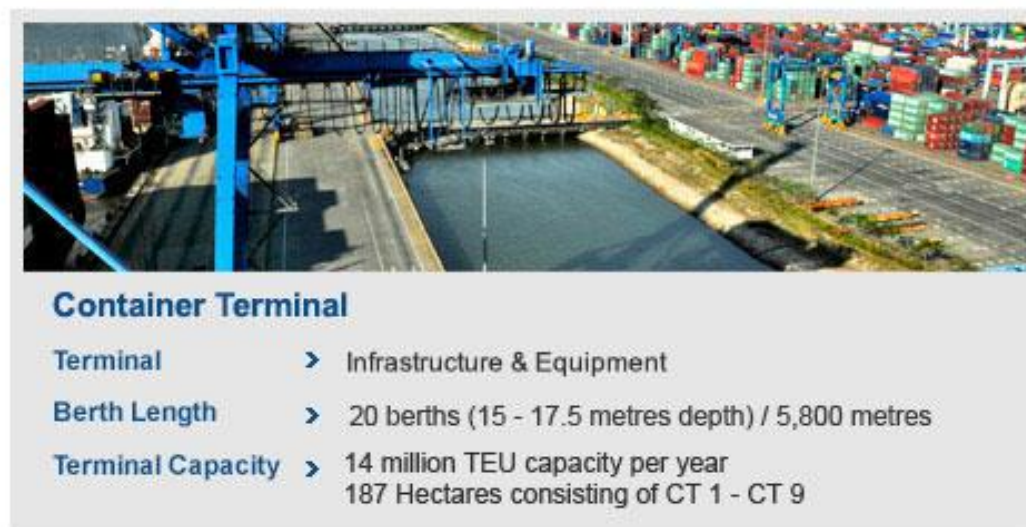 Container Terminal
Terminal > Infrastructure & Equipment
Berth Length > 20 berths (15 - 17.5 metres depth) / 5,800 metres
Terminal Capacity > 14 million TEU capacity per year
187 Hectares consisting of CT 1 - CT 9